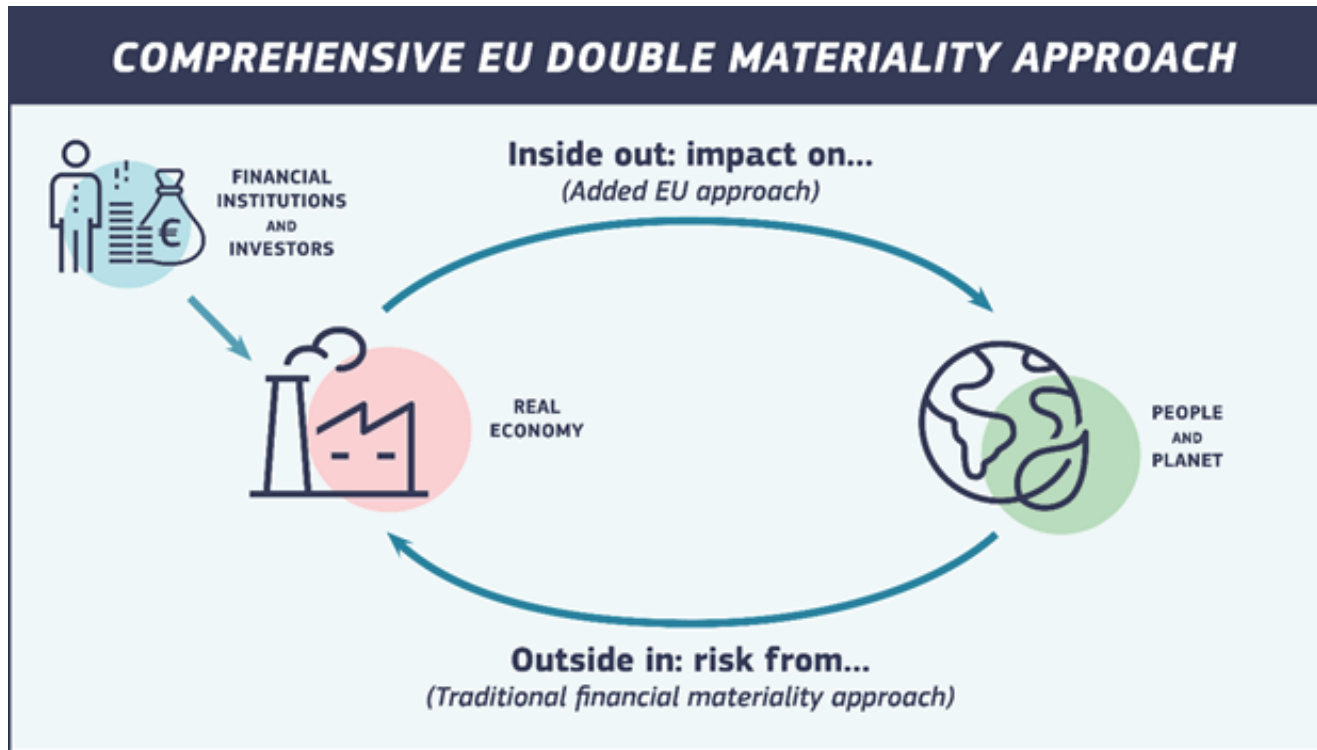 COMPREHENSIVE EU DOUBLE MATERIALITY APPROACH
FINANCIAL
INSTITUTIONS
AND
INVESTORS
€
Inside out: impact on...
(Added EU approach)
REAL
ECONOMY
PEOPLE
AND
PLANET
Outside in: risk from...
(Traditional financial materiality approach)